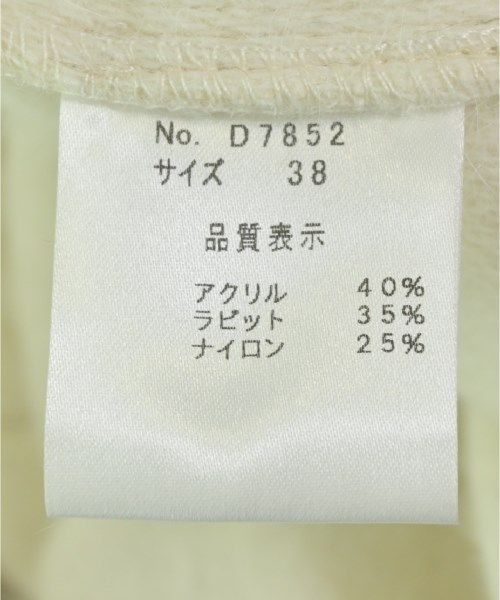 No. D7852
サイズ 38
品質表示
アクリル 40%
ラビット 35%
ナイロン 25%